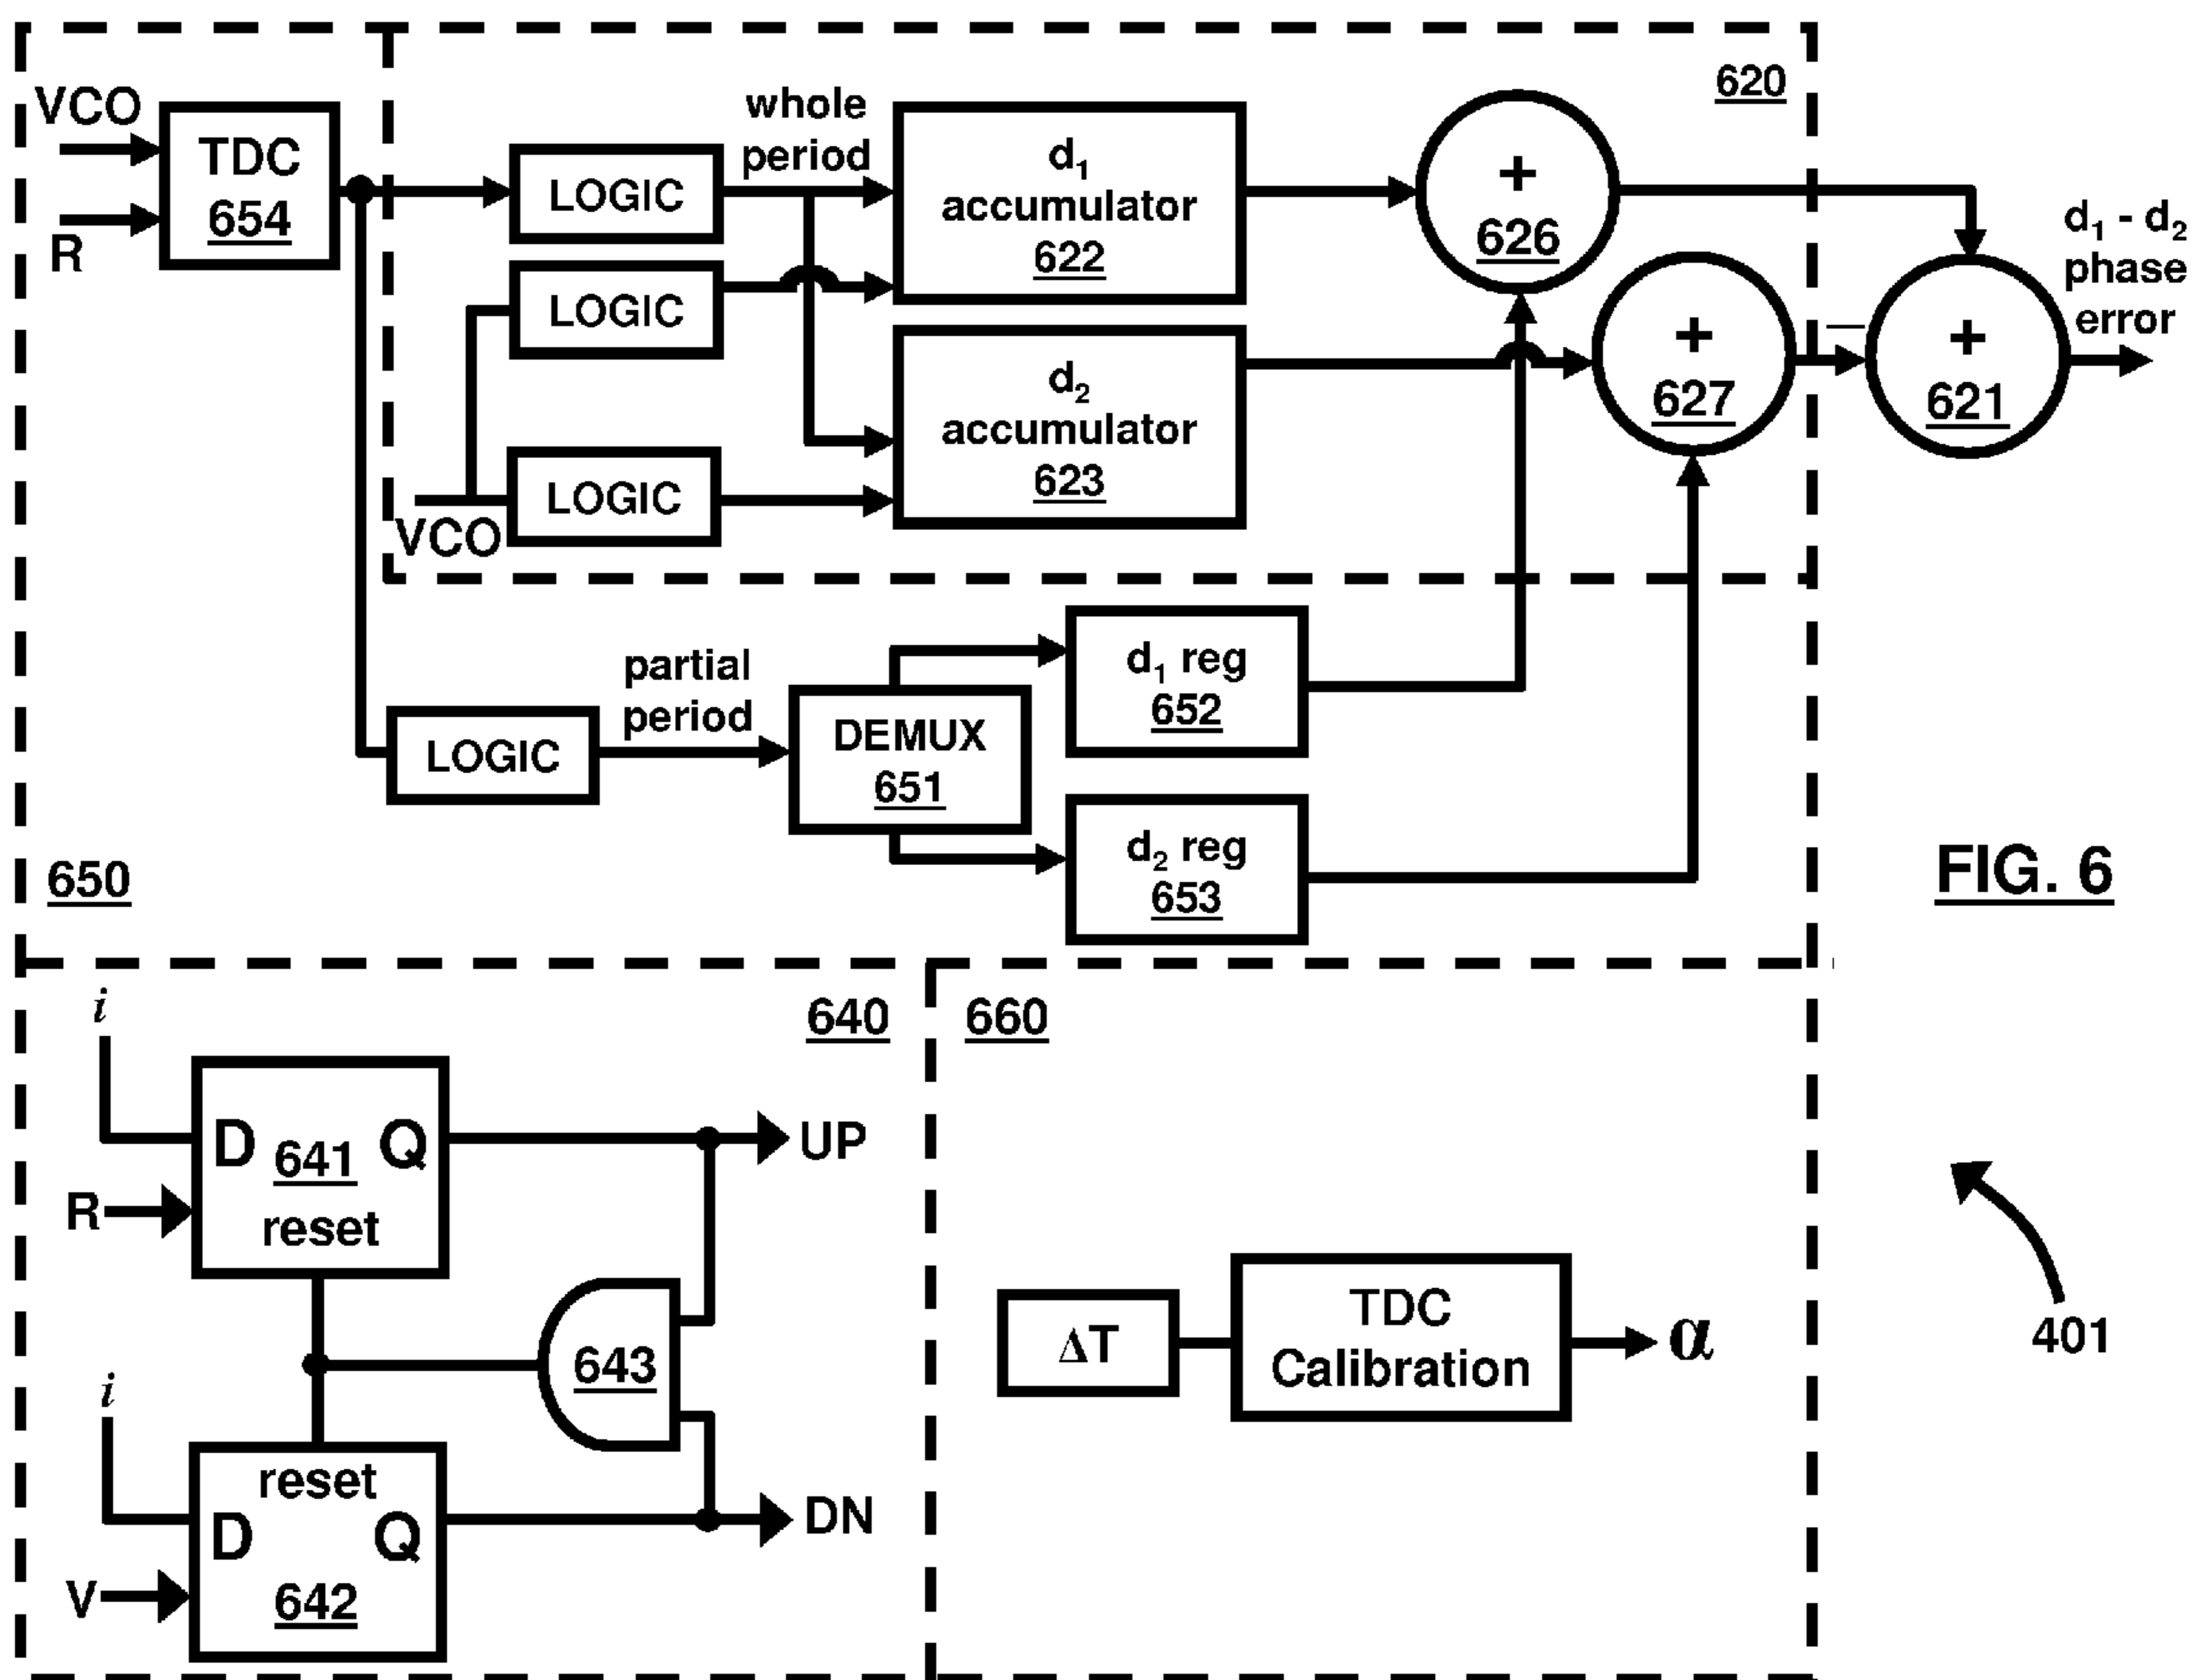 VCO
R
TDC
654
LOGIC
whole
period
LOGIC
VCO
LOGIC
d₁
accumulator
622
d₂
accumulator
623
+
626
620
+
627
–
+
621
d₁ - d₂
phase
error
LOGIC
partial
period
DEMUX
651
d₁ reg
652
d₂ reg
653
650
FIG. 6
i
640
D
641
Q
reset
R
UP
643
i
reset
D
Q
642
V
DN
660
ΔT
TDC
Calibration
α
401